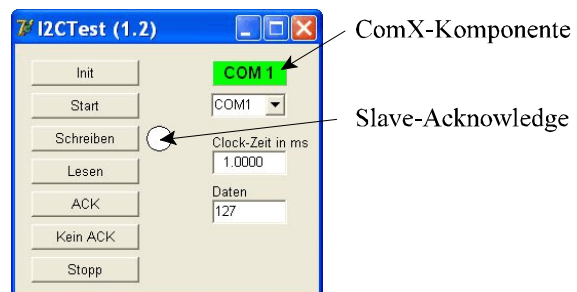 I2CTest (1.2)
ComX-Komponente
Init
COM 1
Start
COM1
Slave-Acknowledge
Schreiben
Clock-Zeit in ms
1.0000
Lesen
Daten
ACK
127
Kein ACK
Stopp